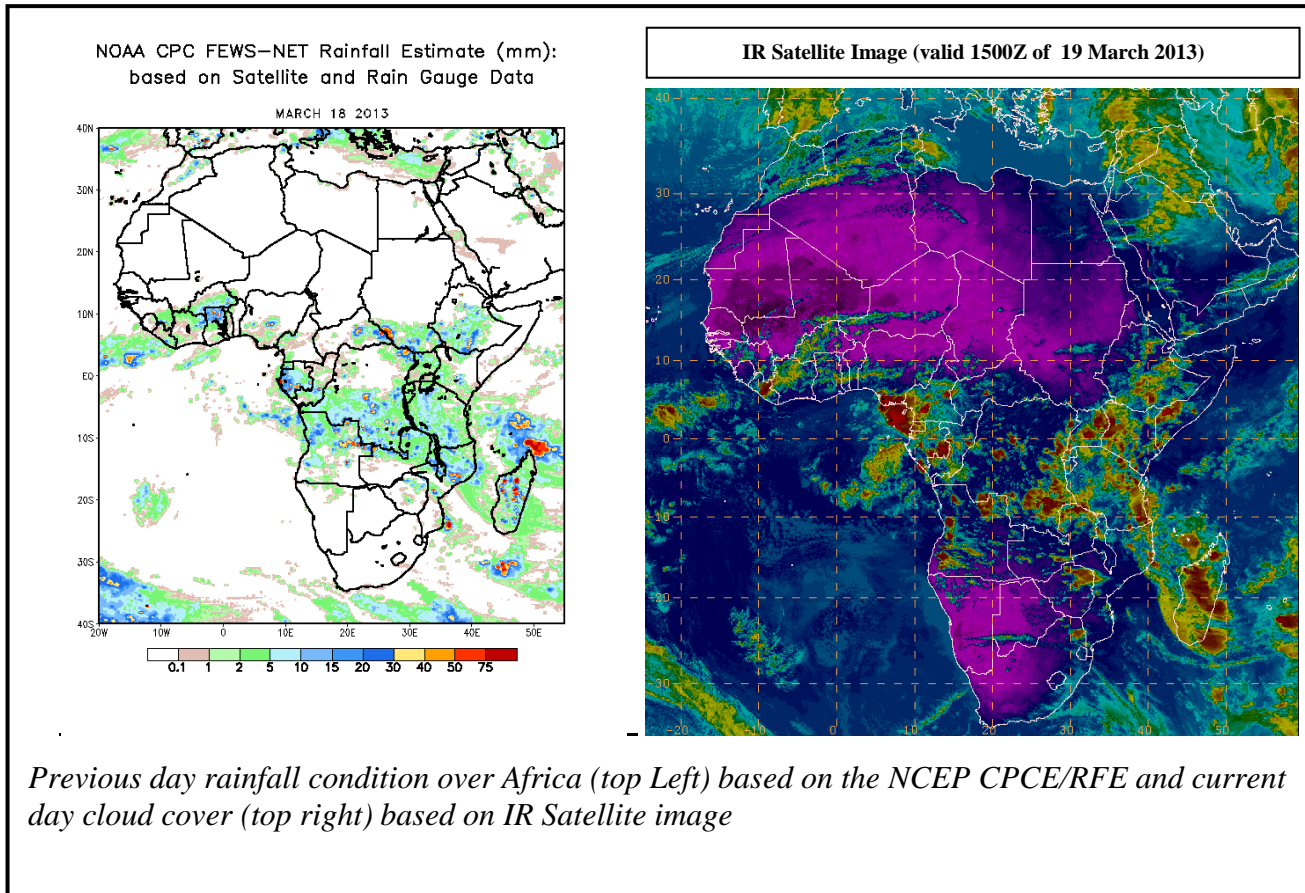 NOAA CPC FEWS-NET Rainfall Estimate (mm):
based on Satellite and Rain Gauge Data
MARCH 18 2013
40N
30N
20N
10N
EQ
10S
20S
30S
40S
20W 10W 0 10E 20E 30E 40E 50E
0.1 1 2 5 10 15 20 30 40 50 75
IR Satellite Image (valid 1500Z of 19 March 2013)
40
30
20
10
0
10
20
30
-20 -10 0 10 20 30 40 50
Previous day rainfall condition over Africa (top Left) based on the NCEP CPCE/RFE and current
day cloud cover (top right) based on IR Satellite image